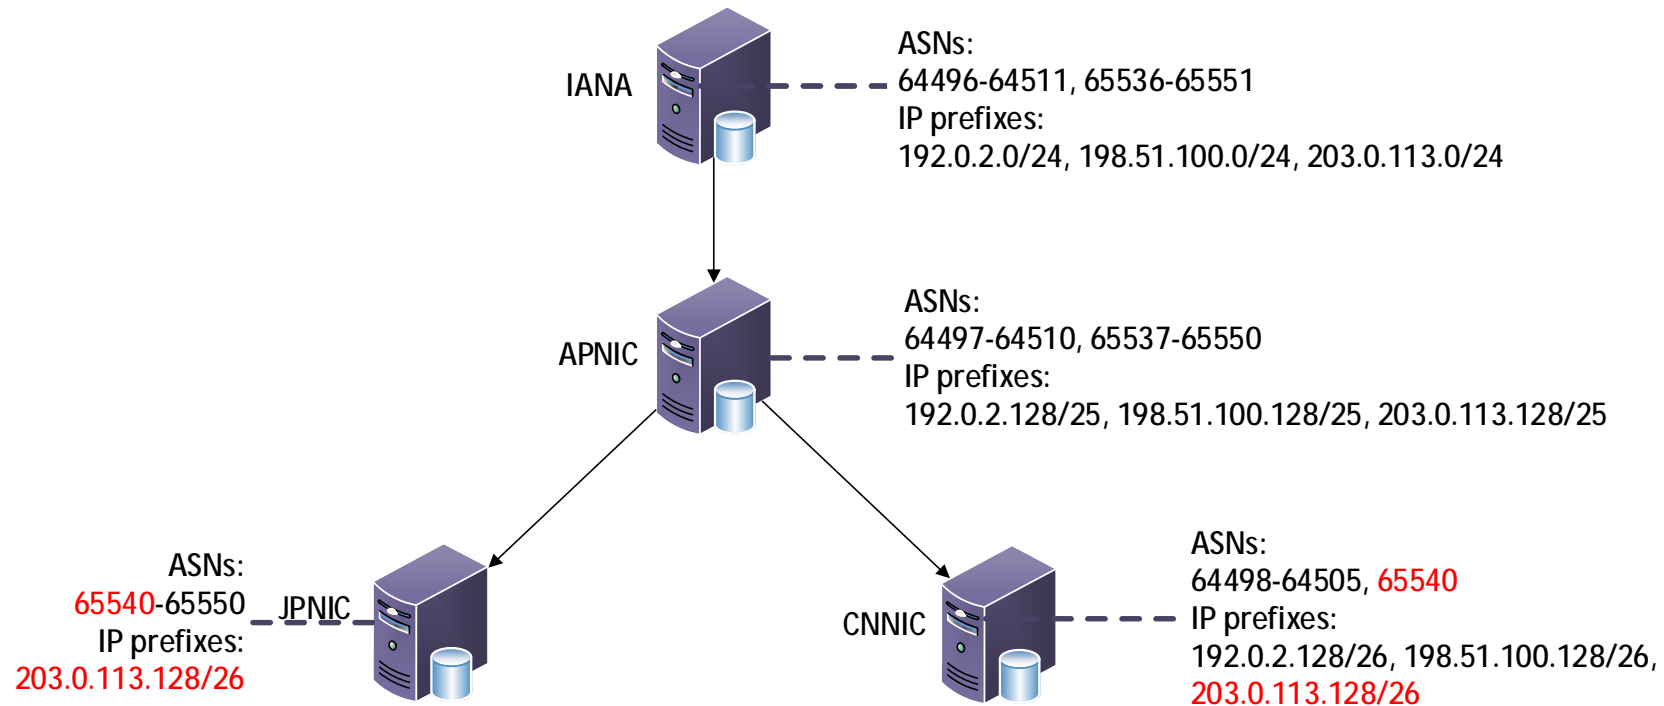 IANA
ASNs:
64496-64511, 65536-65551
IP prefixes:
192.0.2.0/24, 198.51.100.0/24, 203.0.113.0/24
APNIC
ASNs:
64497-64510, 65537-65550
IP prefixes:
192.0.2.128/25, 198.51.100.128/25, 203.0.113.128/25
ASNs:
65540-65550
IP prefixes:
203.0.113.128/26
JPNIC
CNNIC
ASNs:
64498-64505, 65540
IP prefixes:
192.0.2.128/26, 198.51.100.128/26,
203.0.113.128/26